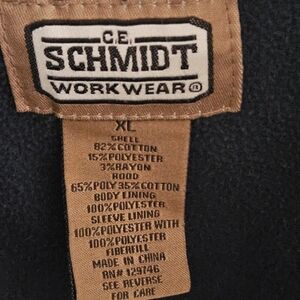 C.E.
SCHMIDT
WORKWEAR®
XL
SHELL
82% COTTON
15% POLYESTER
3% RAYON
HOOD
65% POLY 35% COTTON
BODY LINING
100% POLYESTER
SLEEVE LINING
100% POLYESTER WITH
100% POLYESTER
FIBERFILL
MADE IN CHINA
RN# 129746
SEE REVERSE
FOR CARE